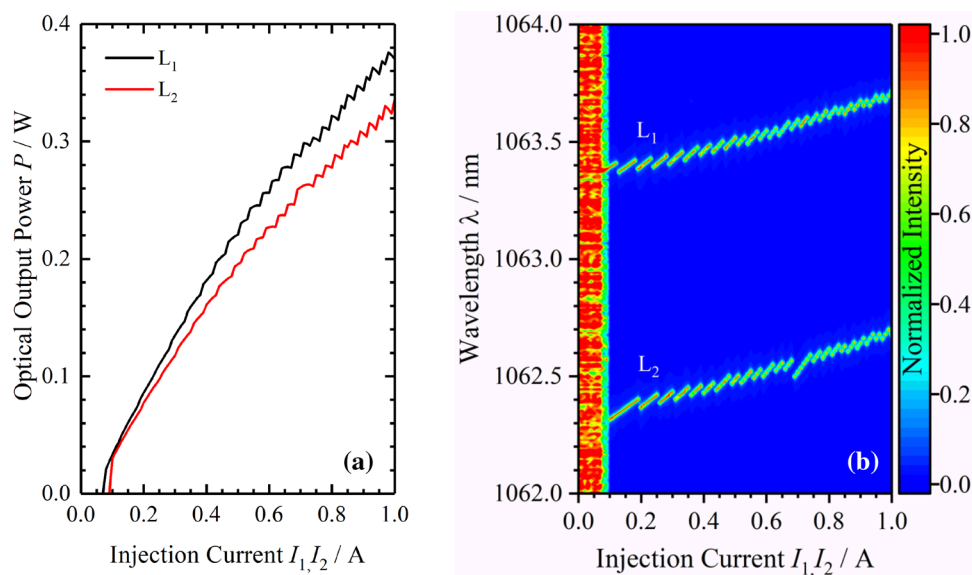 0.4
0.3
0.2
0.1
0.0
Optical Output Power P / W
L₁
L₂
(a)
0.0 0.2 0.4 0.6 0.8 1.0
Injection Current I₁, I₂ / A
1064.0
1063.5
1063.0
1062.5
1062.0
Wavelength λ / nm
L₁
L₂
(b)
0.0 0.2 0.4 0.6 0.8 1.0
Injection Current I₁, I₂ / A
1.0
0.8
0.6
0.4
0.2
0.0
Normalized Intensity